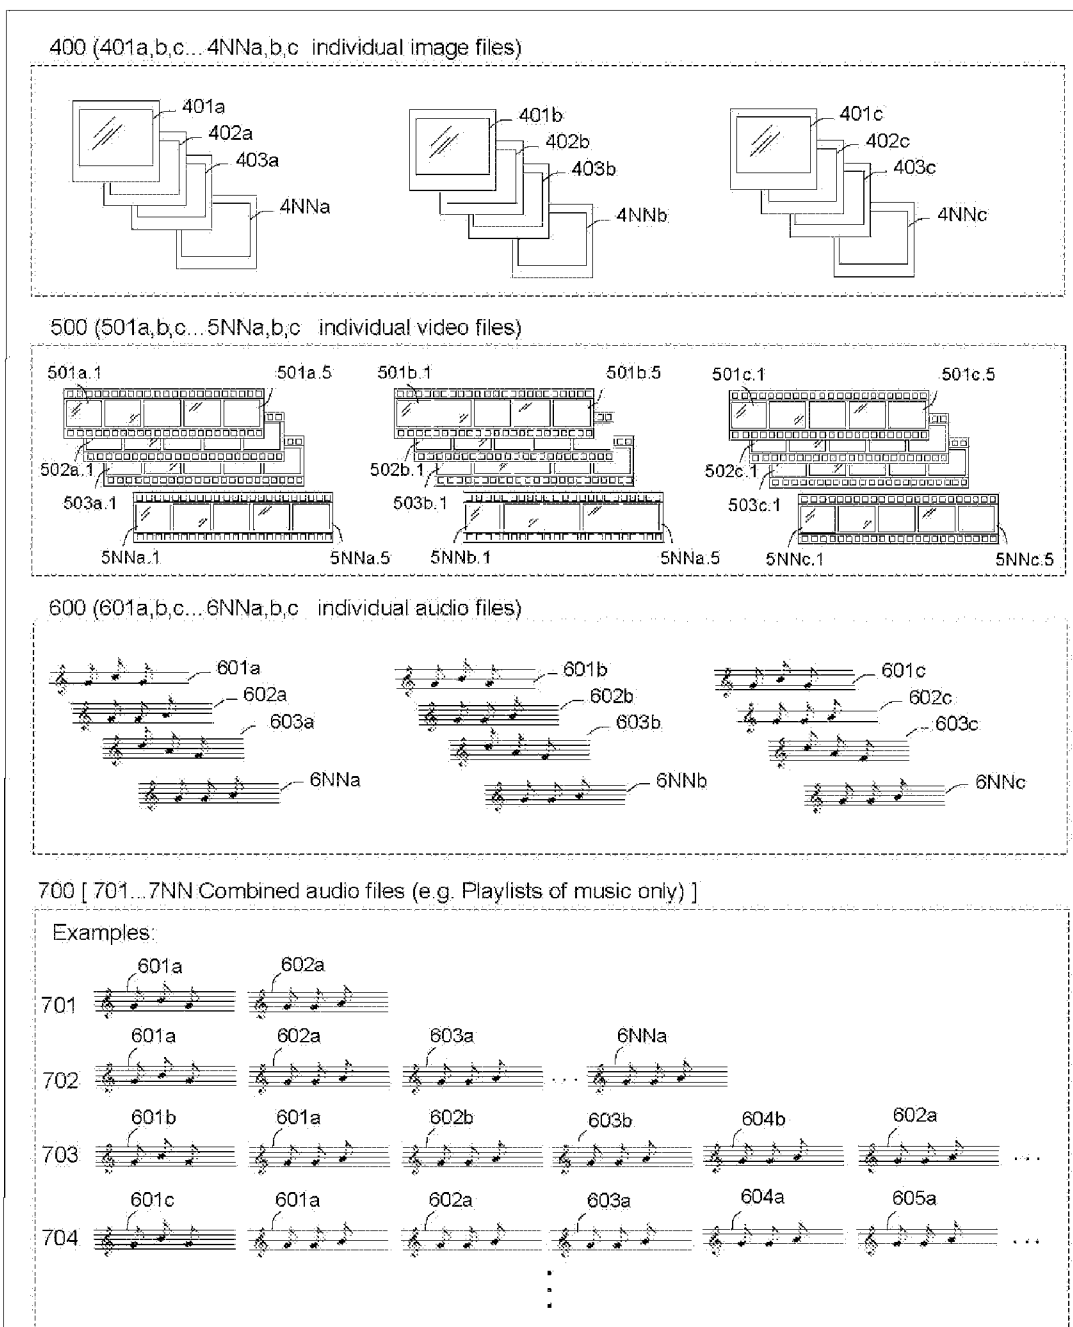 400 (401a,b,c... 4NNa,b,c individual image files)
401a 401b 401c
402a 402b 402c
403a 403b 403c
4NNa 4NNb 4NNc
500 (501a,b,c... 5NNa,b,c individual video files)
501a.1 501a.5 501b.1 501b.5 501c.1 501c.5
502a.1 502b.1 502c.1
503a.1 503b.1 503c.1
5NNa.1 5NNa.5 5NNb.1 5NNa.5 5NNc.1 5NNc.5
600 (601a,b,c... 6NNa,b,c individual audio files)
601a 601b 601c
602a 602b 602c
603a 603b 603c
6NNa 6NNb 6NNc
700 [ 701...7NN Combined audio files (e.g. Playlists of music only) ]
Examples:
601a 602a
701
601a 602a 603a 6NNa
702 ...
601b 601a 602b 603b 604b 602a
703 ...
601c 601a 602a 603a 604a 605a
704 ...